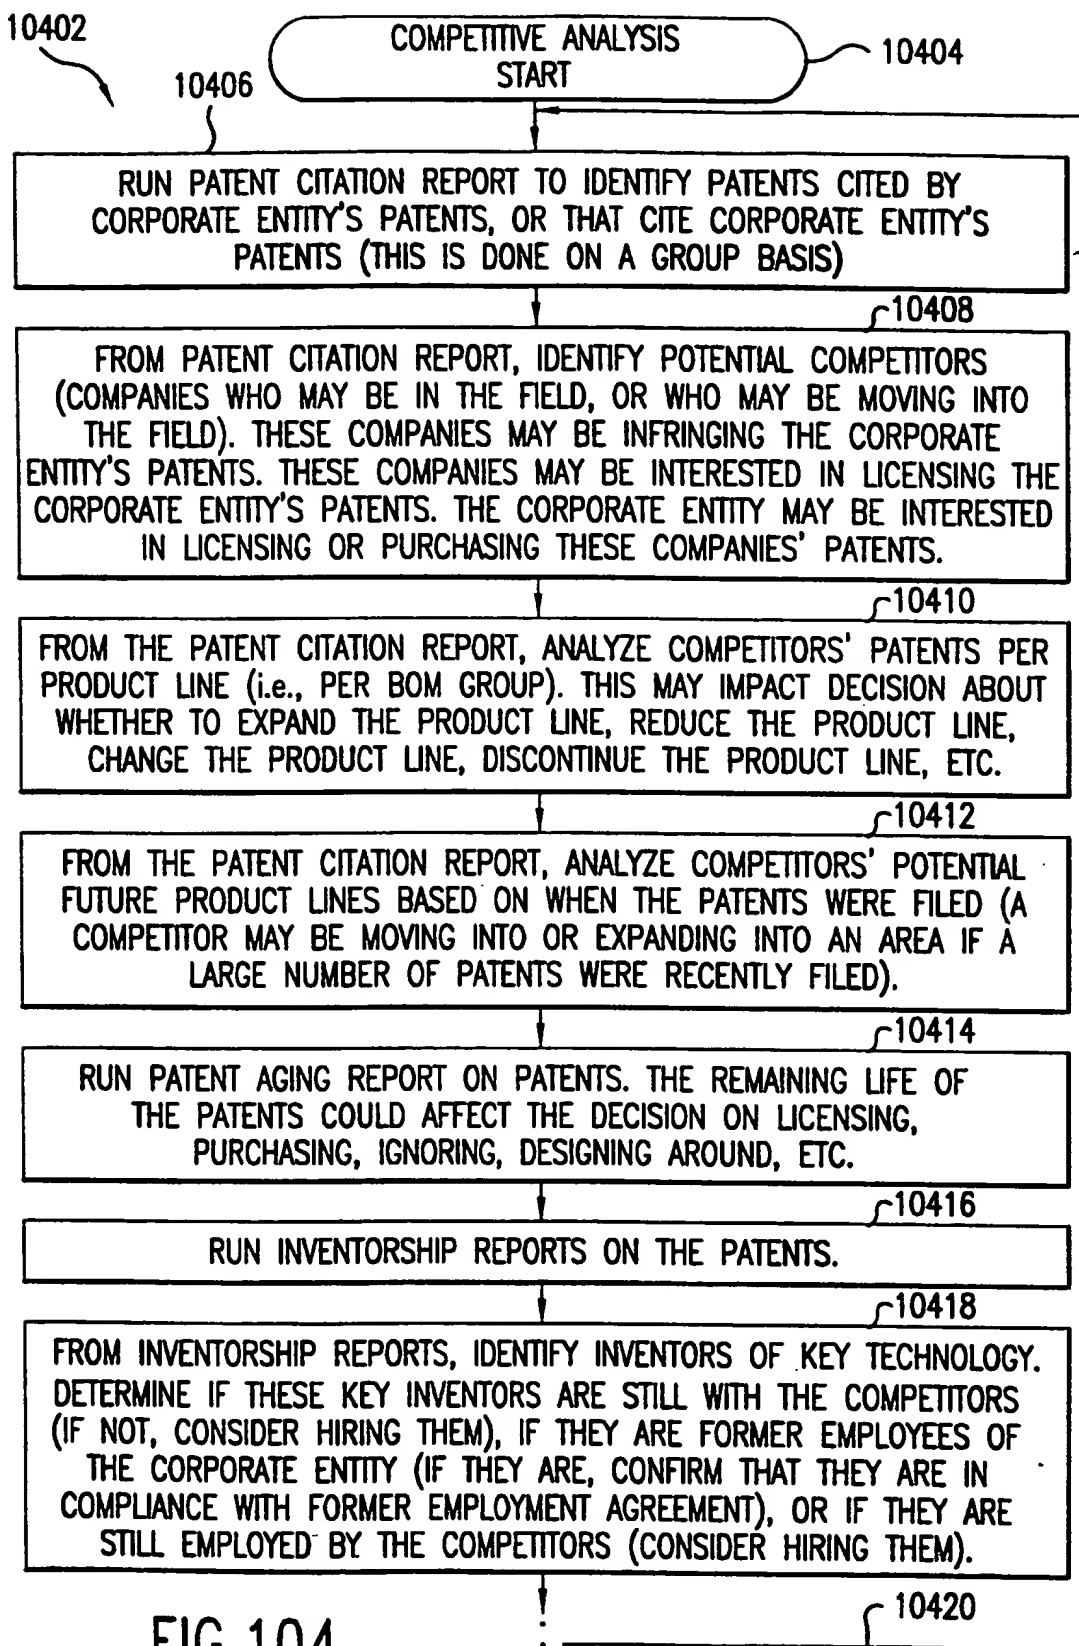 10402
COMPETITIVE ANALYSIS
START
10404
10406
RUN PATENT CITATION REPORT TO IDENTIFY PATENTS CITED BY
CORPORATE ENTITY'S PATENTS, OR THAT CITE CORPORATE ENTITY'S
PATENTS (THIS IS DONE ON A GROUP BASIS)
10408
FROM PATENT CITATION REPORT, IDENTIFY POTENTIAL COMPETITORS
(COMPANIES WHO MAY BE IN THE FIELD, OR WHO MAY BE MOVING INTO
THE FIELD). THESE COMPANIES MAY BE INFRINGING THE CORPORATE
ENTITY'S PATENTS. THESE COMPANIES MAY BE INTERESTED IN LICENSING THE
CORPORATE ENTITY'S PATENTS. THE CORPORATE ENTITY MAY BE INTERESTED
IN LICENSING OR PURCHASING THESE COMPANIES' PATENTS.
10410
FROM THE PATENT CITATION REPORT, ANALYZE COMPETITORS' PATENTS PER
PRODUCT LINE (i.e., PER BOM GROUP). THIS MAY IMPACT DECISION ABOUT
WHETHER TO EXPAND THE PRODUCT LINE, REDUCE THE PRODUCT LINE,
CHANGE THE PRODUCT LINE, DISCONTINUE THE PRODUCT LINE, ETC.
10412
FROM THE PATENT CITATION REPORT, ANALYZE COMPETITORS' POTENTIAL
FUTURE PRODUCT LINES BASED ON WHEN THE PATENTS WERE FILED (A
COMPETITOR MAY BE MOVING INTO OR EXPANDING INTO AN AREA IF A
LARGE NUMBER OF PATENTS WERE RECENTLY FILED).
10414
RUN PATENT AGING REPORT ON PATENTS. THE REMAINING LIFE OF
THE PATENTS COULD AFFECT THE DECISION ON LICENSING,
PURCHASING, IGNORING, DESIGNING AROUND, ETC.
10416
RUN INVENTORSHIP REPORTS ON THE PATENTS.
10418
FROM INVENTORSHIP REPORTS, IDENTIFY INVENTORS OF KEY TECHNOLOGY.
DETERMINE IF THESE KEY INVENTORS ARE STILL WITH THE COMPETITORS
(IF NOT, CONSIDER HIRING THEM), IF THEY ARE FORMER EMPLOYEES OF
THE CORPORATE ENTITY (IF THEY ARE, CONFIRM THAT THEY ARE IN
COMPLIANCE WITH FORMER EMPLOYMENT AGREEMENT), OR IF THEY ARE
STILL EMPLOYED BY THE COMPETITORS (CONSIDER HIRING THEM).
10420
FIG 104